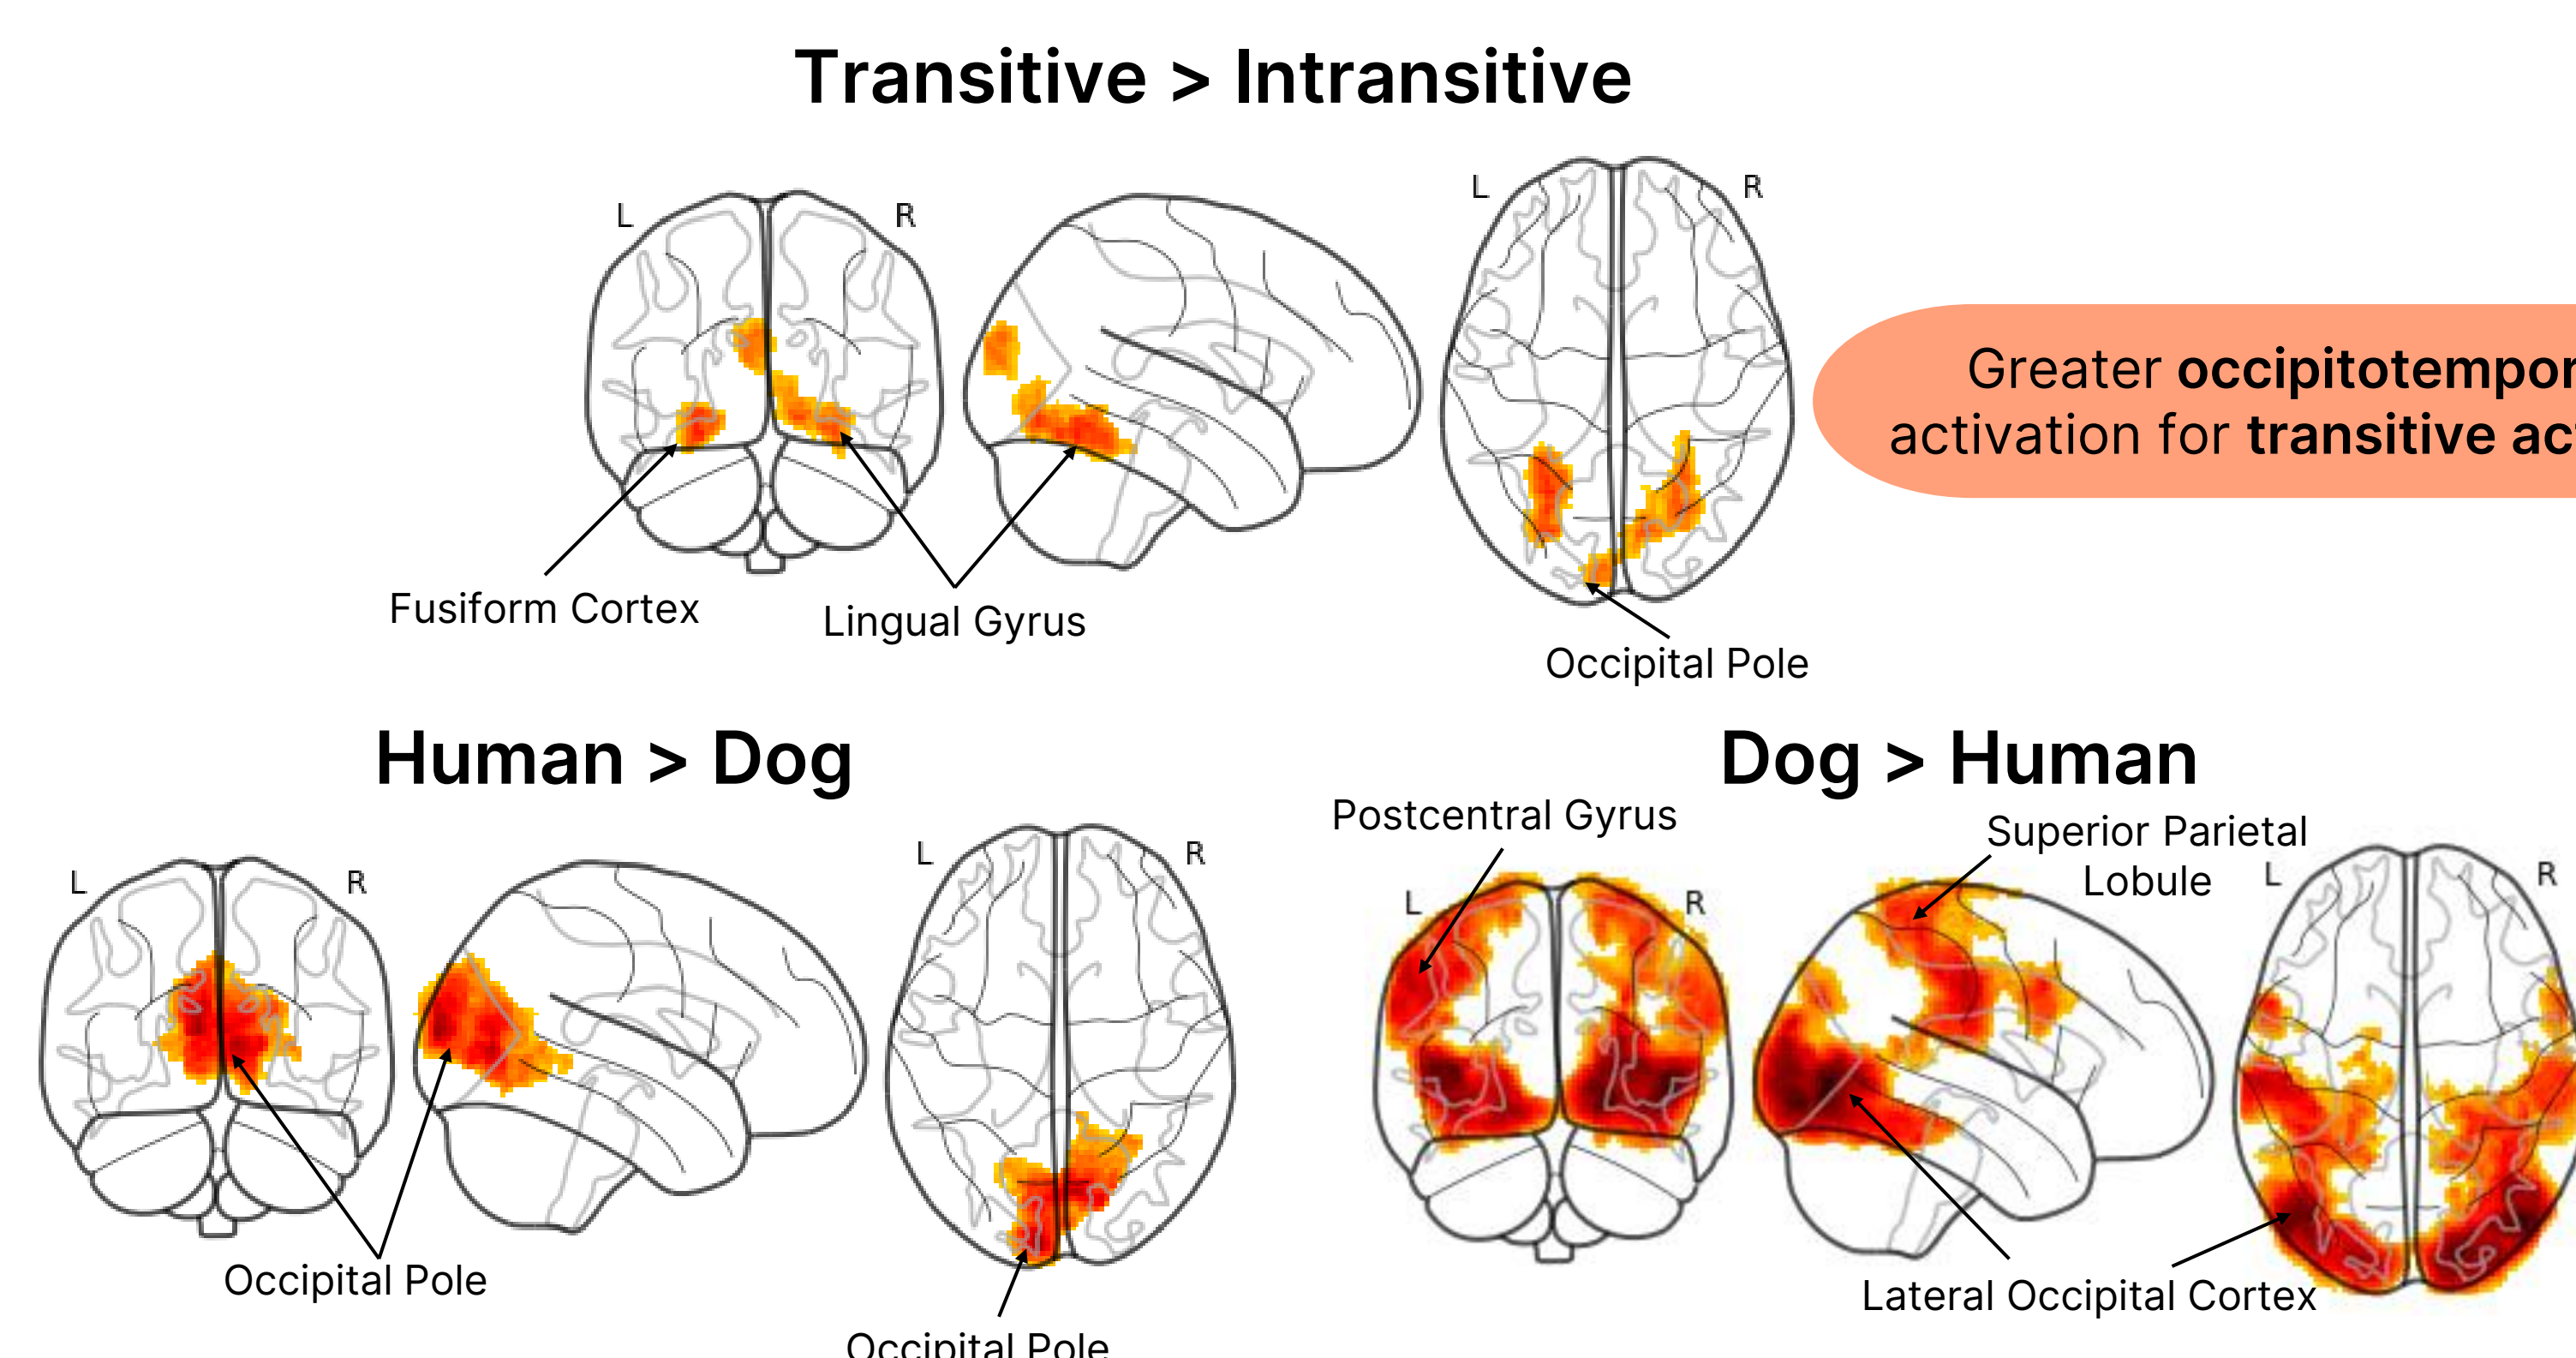 Transitive > Intransitive
L
R
L
R
Greater occipitotempor
activation for transitive act
Fusiform Cortex
Lingual Gyrus
Occipital Pole
Human > Dog
Dog > Human
Postcentral Gyrus
Superior Parietal
Lobule
L
R
L
R
L
R
L
R
Occipital Pole
Lateral Occipital Cortex
Occipital Pole